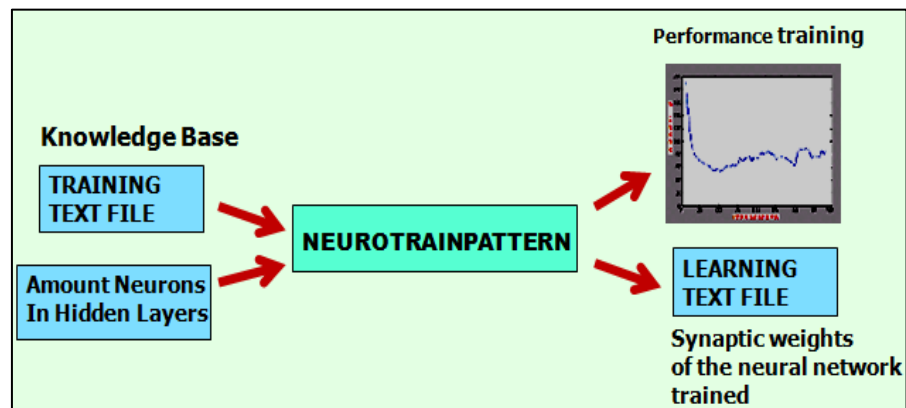 Performance training
Knowledge Base
TRAINING
TEXT FILE
NEUROTRAINPATTERN
Amount Neurons
In Hidden Layers
LEARNING
TEXT FILE
Synaptic weights
of the neural network
trained